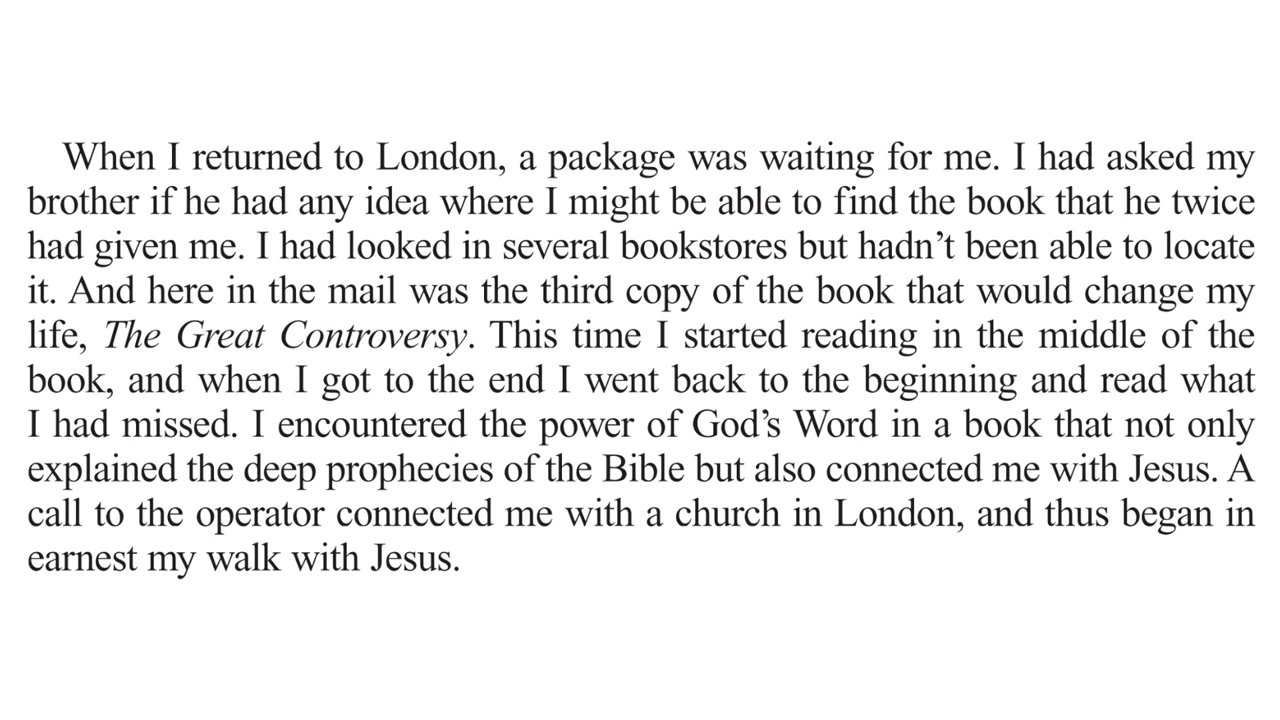 When I returned to London, a package was waiting for me. I had asked my
brother if he had any idea where I might be able to find the book that he twice
had given me. I had looked in several bookstores but hadn’t been able to locate
it. And here in the mail was the third copy of the book that would change my
life, The Great Controversy. This time I started reading in the middle of the
book, and when I got to the end I went back to the beginning and read what
I had missed. I encountered the power of God’s Word in a book that not only
explained the deep prophecies of the Bible but also connected me with Jesus. A
call to the operator connected me with a church in London, and thus began in
earnest my walk with Jesus.